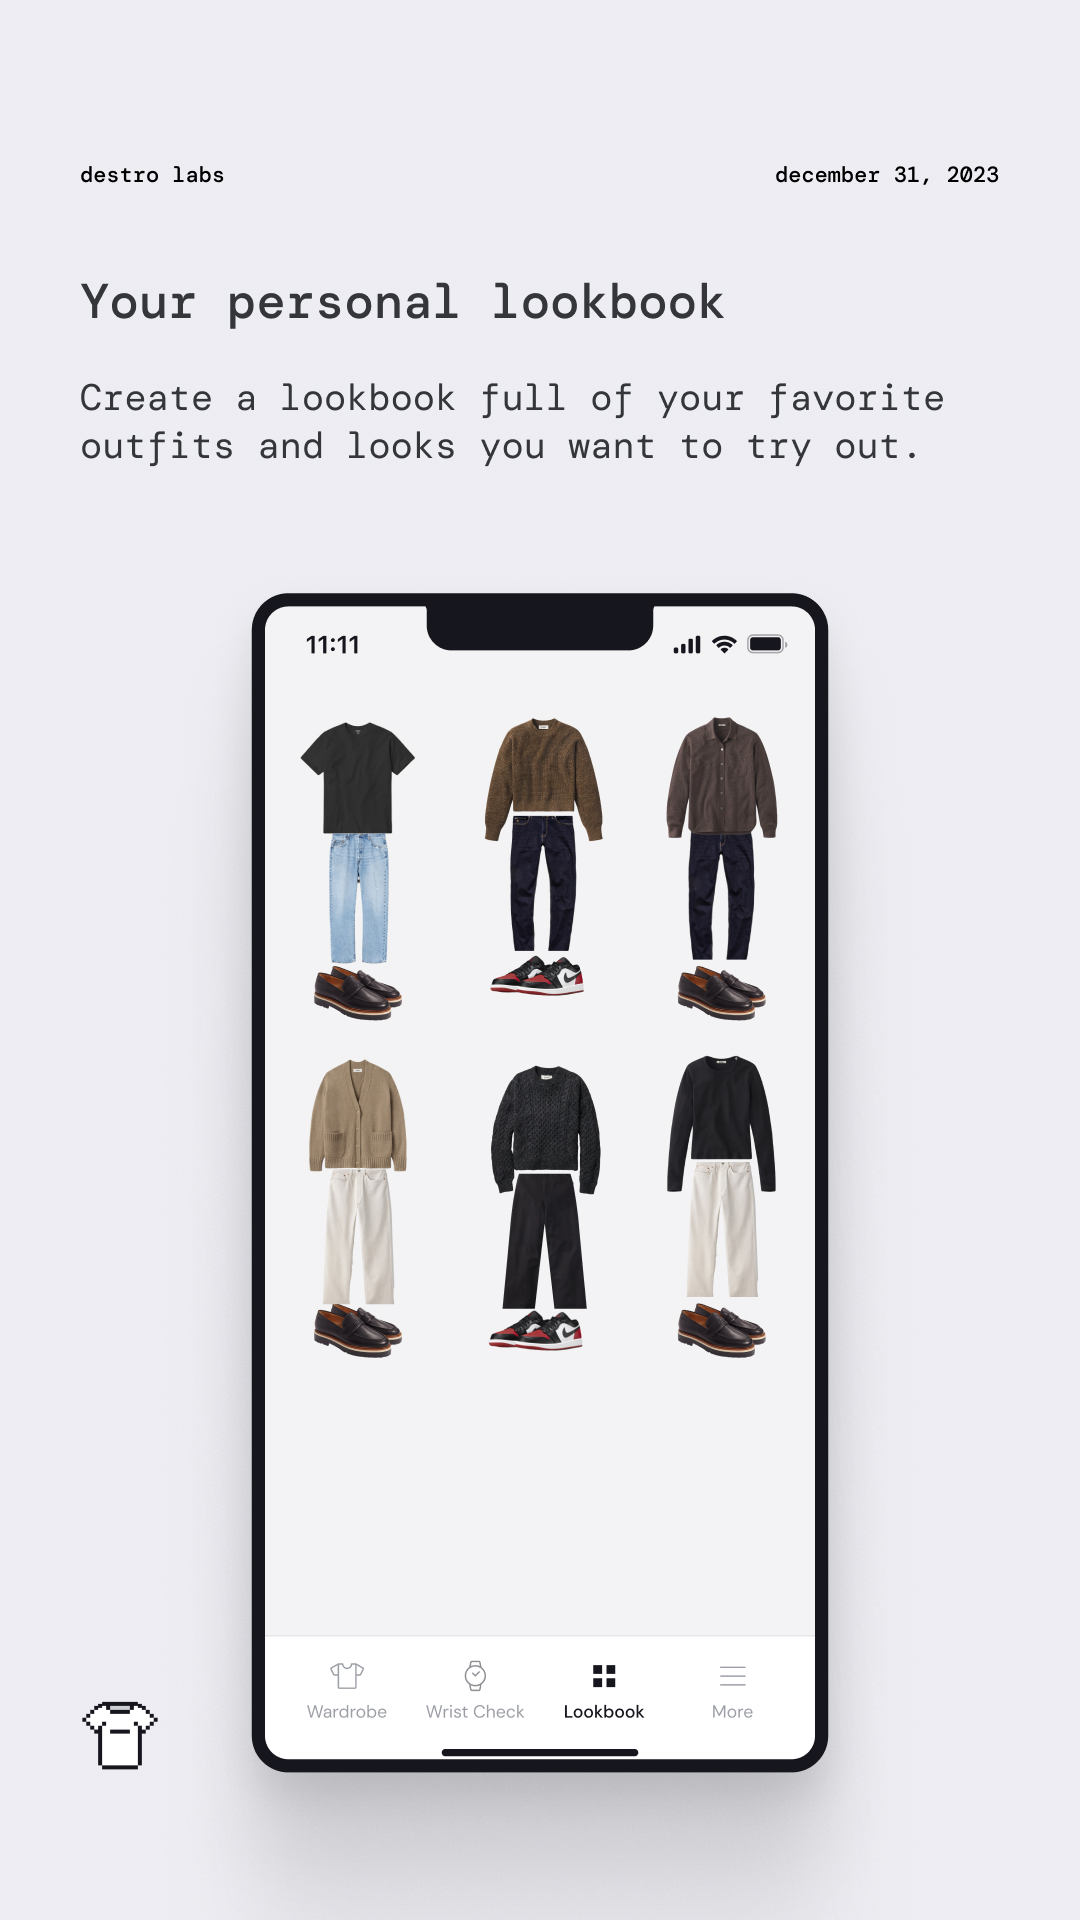 destro labs
december 31, 2023
Your personal lookbook
Create a lookbook full of your favorite
outfits and looks you want to try out.
11:11
Wardrobe
Wrist Check
Lookbook
More